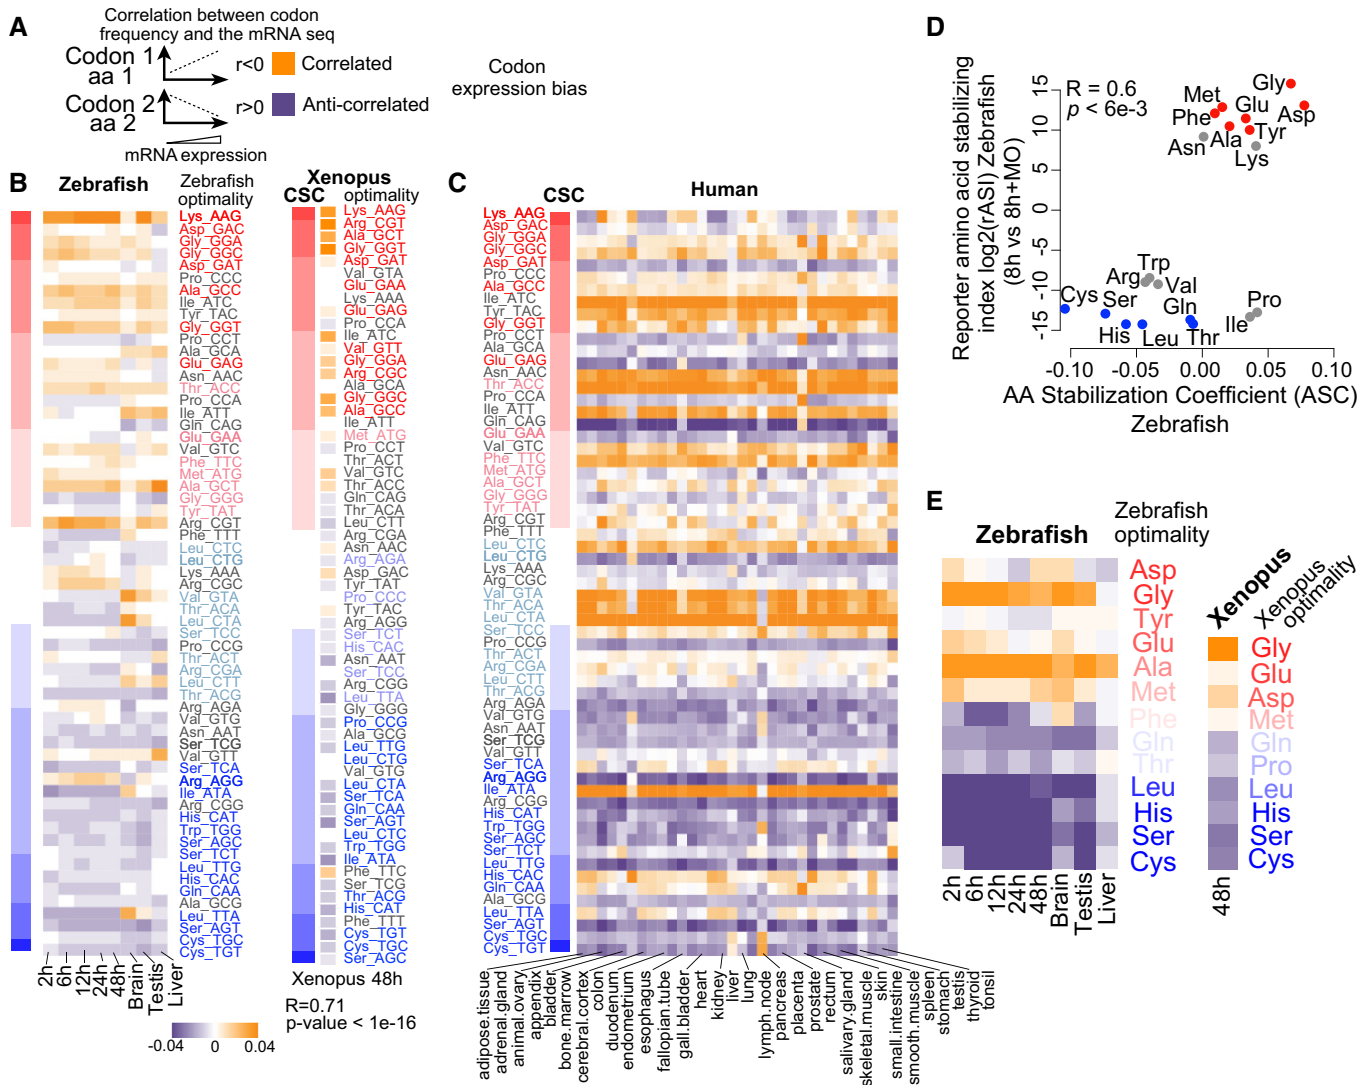 A
Correlation between codon
frequency and the mRNA seq
Codon 1
aa 1
r<0
Correlated
Codon 2
aa 2
r>0
Anti-correlated
mRNA expression
Codon
expression bias
B
Zebrafish
Zebrafish
optimality
Lys_AAG
Asp_GAC
Gly_GGA
Gly_GGC
Asp_GAT
Pro_CCC
Ala_GCC
Ile_ATC
Tyr_TAC
Gly_GGT
Pro_CCT
Ala_GCA
Glu_GAG
Asn_AAC
Thr_ACC
Pro_CCA
Ile_ATT
Gln_CAG
Glu_GAA
Val_GTC
Phe_TTC
Met_ATG
Ala_GCT
Gly_GGG
Tyr_TAT
Arg_CGT
Phe_TTT
Leu_CTC
Leu_CTG
Lys_AAA
Arg_CGC
Val_GTA
Thr_ACA
Leu_CTA
Ser_TCC
Pro_CCG
Thr_ACT
Arg_CGA
Leu_CTT
Thr_ACG
Arg_AGA
Val_GTG
Asn_AAT
Ser_TCG
Val_GTT
Ser_TCA
Arg_AGG
Ile_ATA
Arg_CGG
His_CAT
Trp_TGG
Ser_AGC
Ser_TCT
Leu_TTG
His_CAC
Gln_CAA
Ala_GCG
Leu_TTA
Ser_AGT
Cys_TGC
Cys_TGT
2h
6h
12h
24h
48h
Brain
Testis
Liver
-0.04
0
0.04
Xenopus
CSC
optimality
Lys_AAG
Arg_CGT
Ala_GCT
Gly_GGT
Asp_GAT
Val_GTA
Glu_GAA
Lys_AAA
Glu_GAG
Pro_CCA
Ile_ATC
Val_GTT
Gly_GGA
Arg_CGC
Ala_GCA
Gly_GGC
Ala_GCC
Ile_ATT
Met_ATG
Pro_CCT
Thr_ACT
Val_GTC
Thr_ACC
Gln_CAG
Thr_ACA
Leu_CTT
Arg_CGA
Asn_AAC
Arg_AGA
Asp_GAC
Tyr_TAT
Pro_CCC
Tyr_TAC
Arg_AGG
Ser_TCT
His_CAC
Asn_AAT
Ser_TCC
Arg_CGG
Leu_TTA
Gly_GGG
Pro_CCG
Ala_GCG
Leu_TTG
Leu_CTG
Val_GTG
Leu_CTA
Ser_TCA
Gln_CAA
Ser_AGT
Leu_CTC
Trp_TGG
Ile_ATA
Phe_TTC
Ser_TCG
Thr_ACG
His_CAT
Phe_TTT
Cys_TGT
Cys_TGC
Ser_AGC
Xenopus 48h
R=0.71
p-value < 1e-16
C
CSC
Human
Lys_AAG
Asp_GAC
Gly_GGA
Gly_GGC
Asp_GAT
Pro_CCC
Ala_GCC
Ile_ATC
Tyr_TAC
Gly_GGT
Pro_CCT
Ala_GCA
Glu_GAG
Asn_AAC
Thr_ACC
Pro_CCA
Ile_ATT
Gln_CAG
Glu_GAA
Val_GTC
Phe_TTC
Met_ATG
Ala_GCT
Gly_GGG
Tyr_TAT
Arg_CGT
Phe_TTT
Leu_CTC
Leu_CTG
Lys_AAA
Arg_CGC
Val_GTA
Thr_ACA
Leu_CTA
Ser_TCC
Pro_CCG
Thr_ACT
Arg_CGA
Leu_CTT
Thr_ACG
Arg_AGA
Val_GTG
Asn_AAT
Ser_TCG
Val_GTT
Ser_TCA
Arg_AGG
Ile_ATA
Arg_CGG
His_CAT
Trp_TGG
Ser_AGC
Ser_TCT
Leu_TTG
His_CAC
Gln_CAA
Ala_GCG
Leu_TTA
Ser_AGT
Cys_TGC
Cys_TGT
adipose.tissue
adrenal.gland
animal.ovary
appendix
bladder
bone.marrow
cerebral.cortex
colon
duodenum
endometrium
esophagus
fallopian.tube
gall.bladder
heart
kidney
liver
lung
lymph.node
pancreas
placenta
prostate
rectum
salivary.gland
skeletal.muscle
skin
small.intestine
smooth.muscle
spleen
stomach
testis
thyroid
tonsil
D
Reporter amino acid stabilizing
index log2(rASI) Zebrafish
(8h vs 8h+MO)
15
10
5
0
-5
-10
-15
R = 0.6
p < 6e-3
Gly
Met
Glu
Asp
Phe
Ala
Tyr
Asn
Lys
Trp
Arg
Val
Cys
Ser
Gln
Pro
His
Leu
Thr
Ile
-0.10
-0.05
0.00
0.05
0.10
AA Stabilization Coefficient (ASC)
Zebrafish
E
Zebrafish
Zebrafish
optimality
Asp
Gly
Tyr
Glu
Ala
Met
Phe
Gln
Thr
Leu
His
Ser
Cys
2h
6h
12h
24h
48h
Brain
Testis
Liver
Xenopus
Xenopus
optimality
Gly
Glu
Asp
Met
Gln
Pro
Leu
His
Ser
Cys
48h